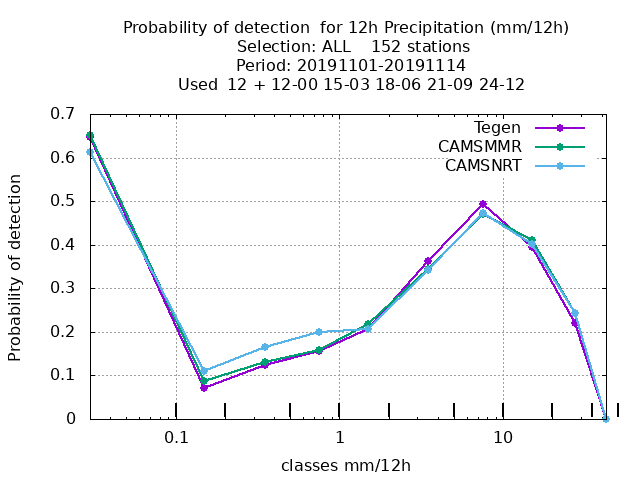 Probability of detection  for 12h Precipitation (mm/12h)
Selection: ALL    152 stations
Period: 20191101-20191114
Used  12 + 12-00 15-03 18-06 21-09 24-12
Tegen
CAMSMMR
CAMSNRT
Probability of detection
0.7
0.6
0.5
0.4
0.3
0.2
0.1
0
0.1 1 10
classes mm/12h